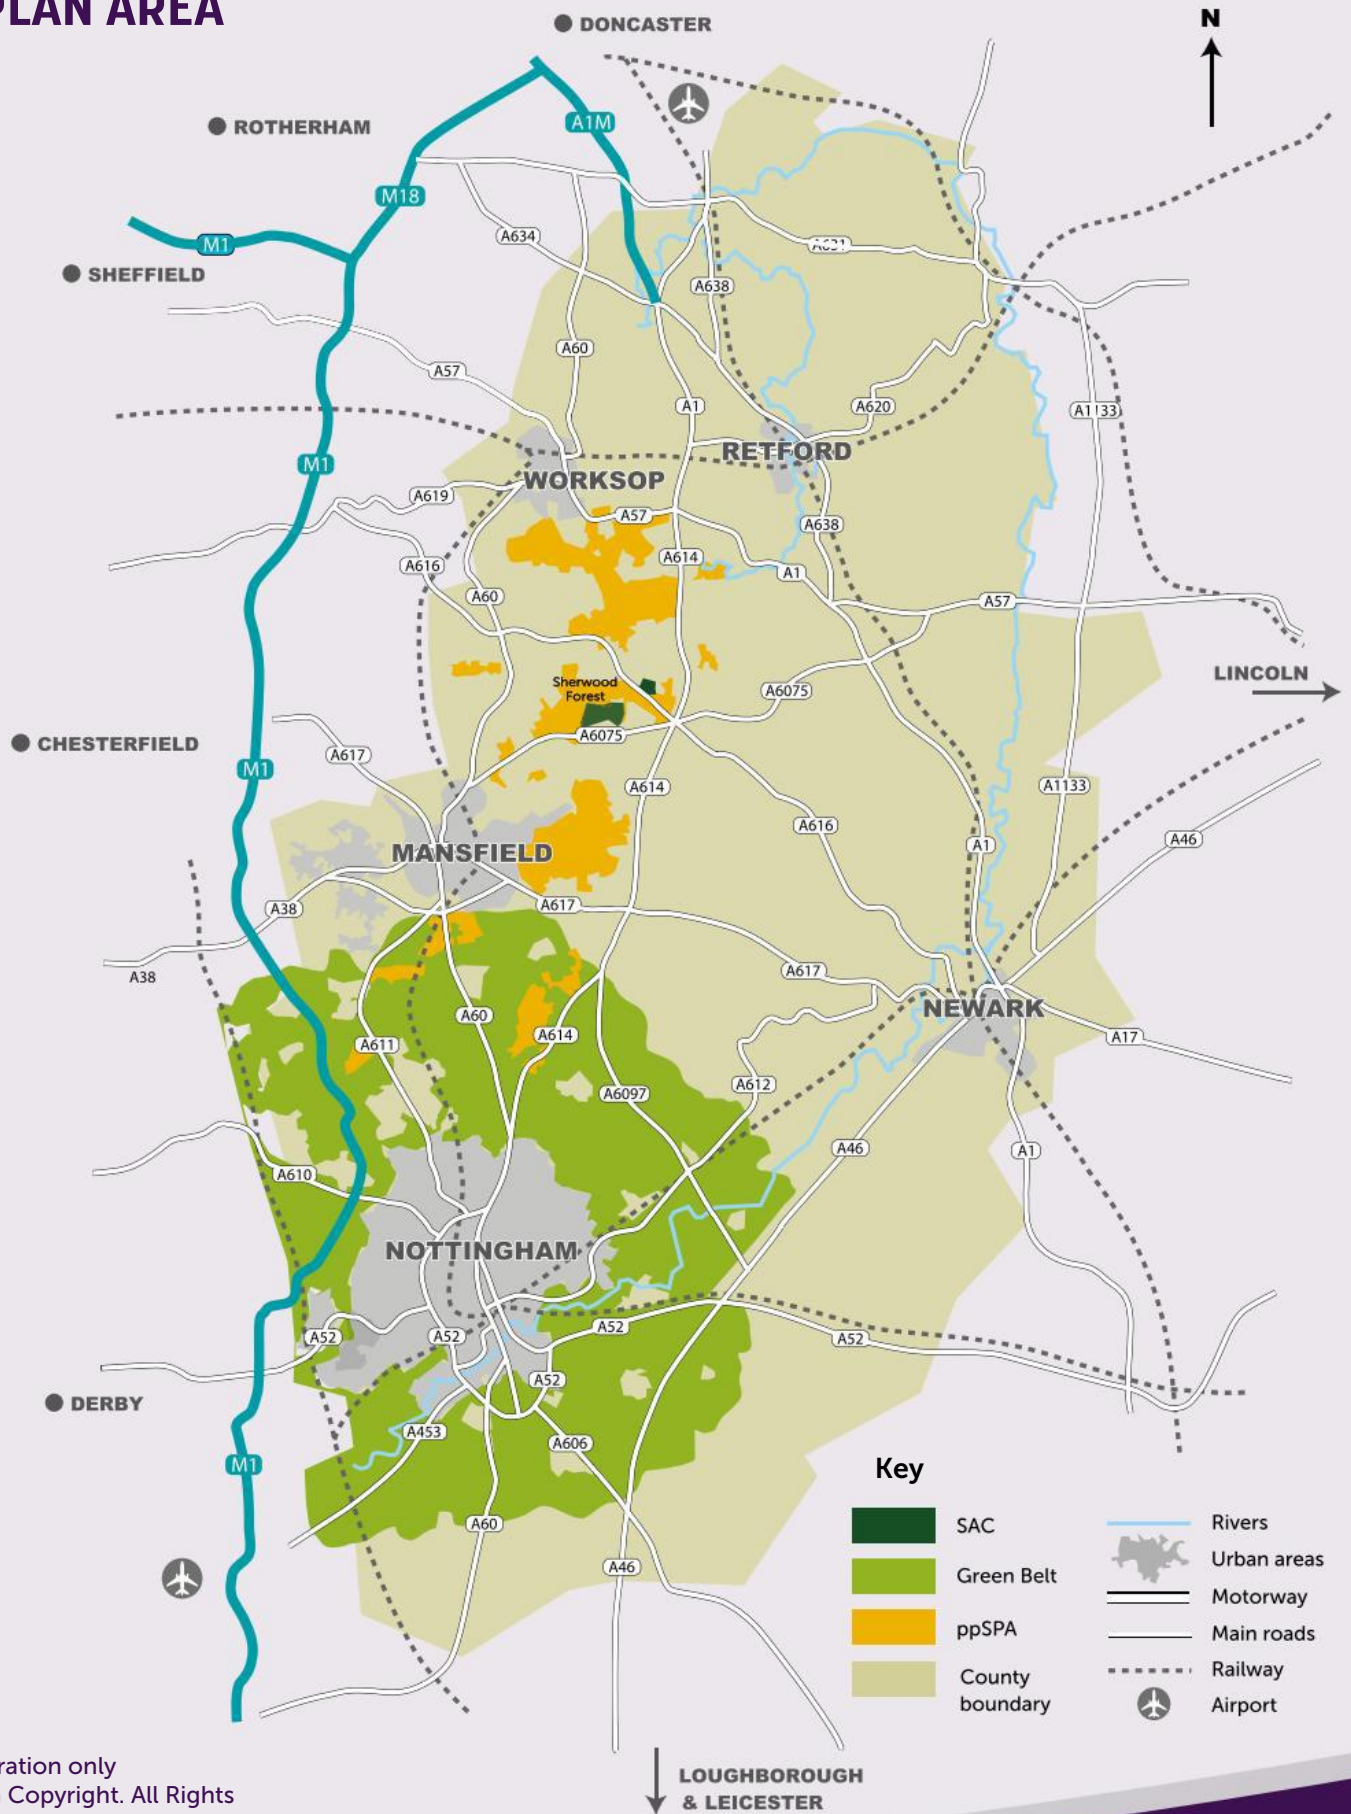 PLAN AREA
DONCASTER
N
ROTHERHAM
A1M
M18
M1
A634
A631
SHEFFIELD
A638
A60
A57
A1
A620
A1133
RETFORD
M1
WORKSOP
A619
A57
A638
A616
A614
A1
A60
A57
LINCOLN
Sherwood
Forest
A6075
A6075
CHESTERFIELD
A617
M1
A614
A1133
A616
A46
A1
MANSFIELD
A38
A617
A38
A617
NEWARK
A60
A614
A611
A17
A612
A6097
A46
A1
A610
NOTTINGHAM
A52
A52
A52
A52
A52
DERBY
A453
A606
M1
A60
A46
Key
SAC
Green Belt
ppSPA
County
boundary
Rivers
Urban areas
Motorway
Main roads
Railway
Airport
ration only
Copyright. All Rights
LOUGHBOROUGH
& LEICESTER